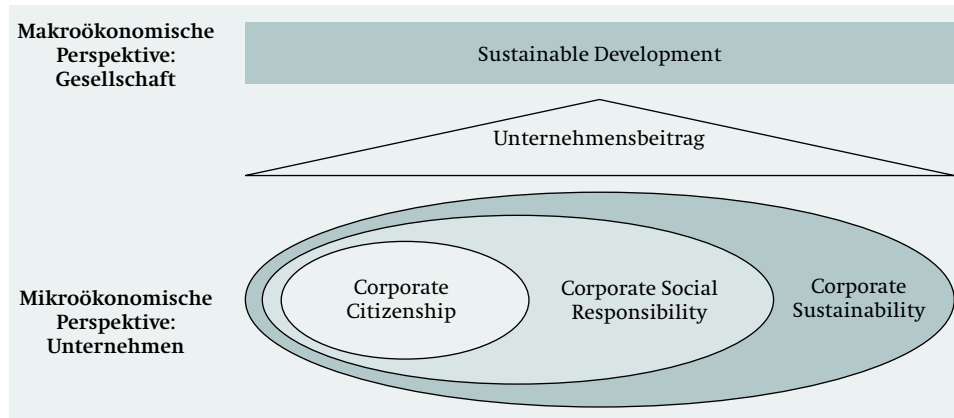 Makroökonomische
Perspektive:
Gesellschaft
Sustainable Development
Unternehmensbeitrag
Mikroökonomische
Perspektive:
Unternehmen
Corporate
Citizenship
Corporate Social
Responsibility
Corporate
Sustainability